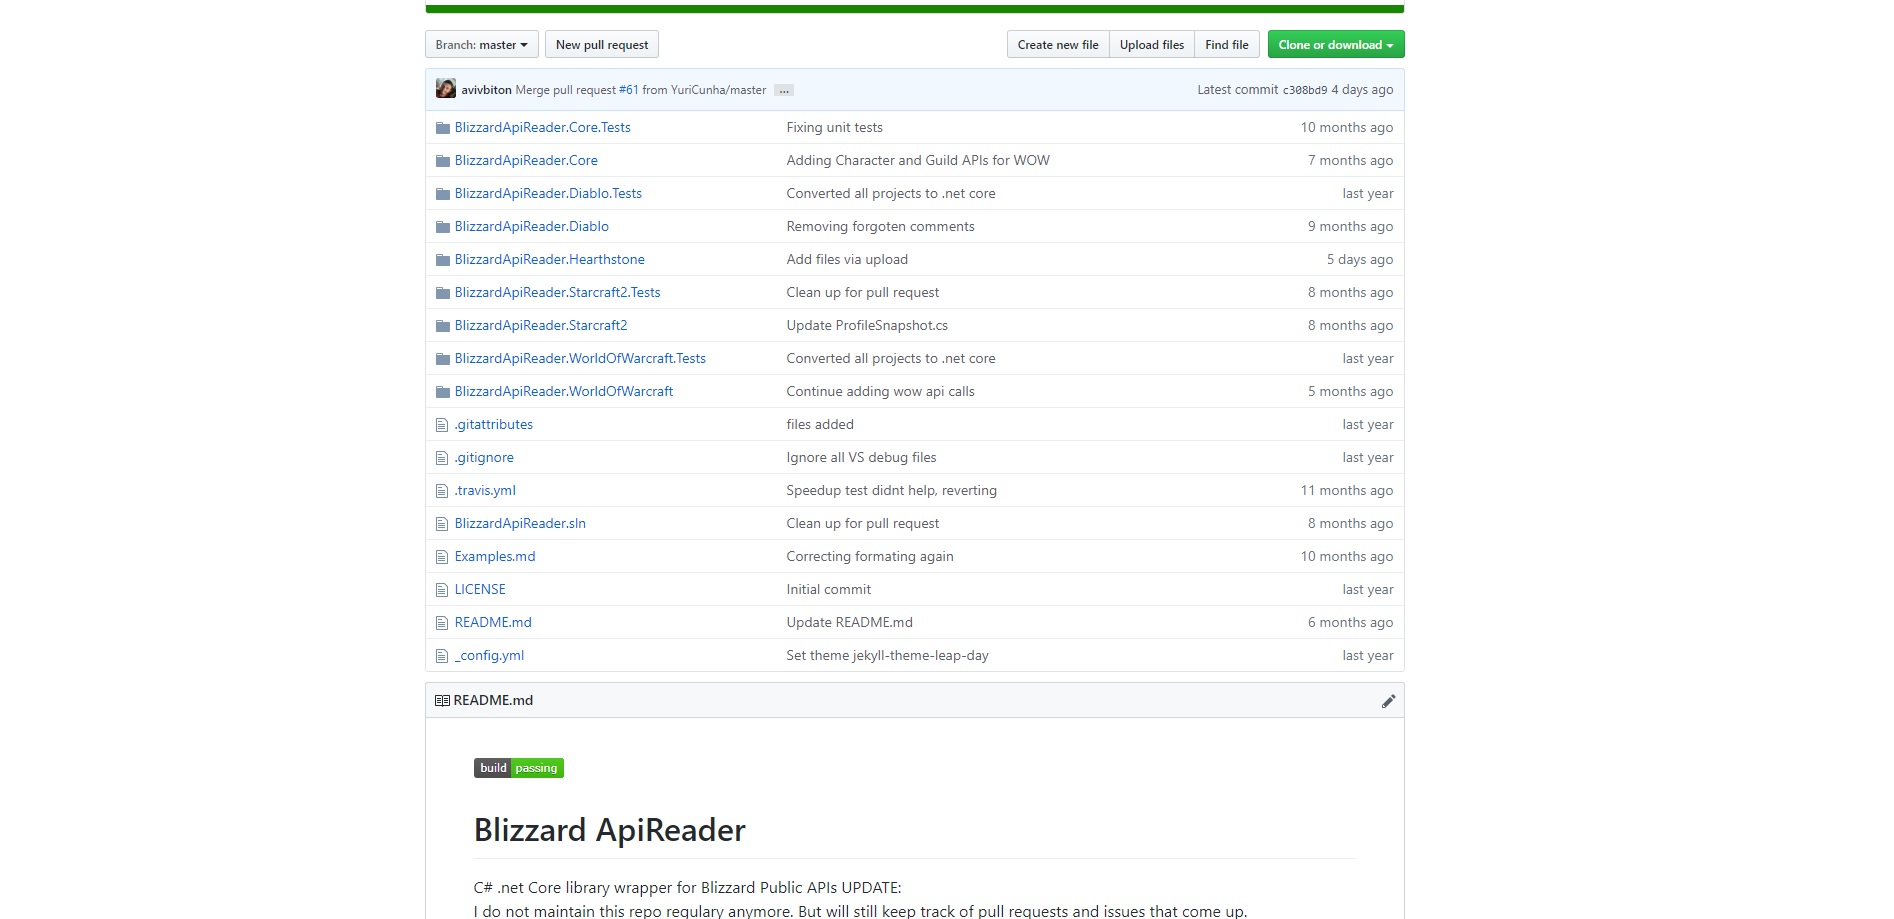 Branch: master New pull request Create new file Upload files Find file Clone or download
avivbiton Merge pull request #61 from YuriCunha/master ... Latest commit c308bd9 4 days ago
BlizzardApiReader.Core.Tests Fixing unit tests 10 months ago
BlizzardApiReader.Core Adding Character and Guild APIs for WOW 7 months ago
BlizzardApiReader.Diablo.Tests Converted all projects to .net core last year
BlizzardApiReader.Diablo Removing forgoten comments 9 months ago
BlizzardApiReader.Hearthstone Add files via upload 5 days ago
BlizzardApiReader.Starcraft2.Tests Clean up for pull request 8 months ago
BlizzardApiReader.Starcraft2 Update ProfileSnapshot.cs 8 months ago
BlizzardApiReader.WorldOfWarcraft.Tests Converted all projects to .net core last year
BlizzardApiReader.WorldOfWarcraft Continue adding wow api calls 5 months ago
.gitattributes files added last year
.gitignore Ignore all VS debug files last year
.travis.yml Speedup test didnt help, reverting 11 months ago
BlizzardApiReader.sln Clean up for pull request 8 months ago
Examples.md Correcting formating again 10 months ago
LICENSE Initial commit last year
README.md Update README.md 6 months ago
_config.yml Set theme jekyll-theme-leap-day last year
README.md
build passing
Blizzard ApiReader
C# .net Core library wrapper for Blizzard Public APIs UPDATE:
I do not maintain this repo regulary anymore. But will still keep track of pull requests and issues that come up.